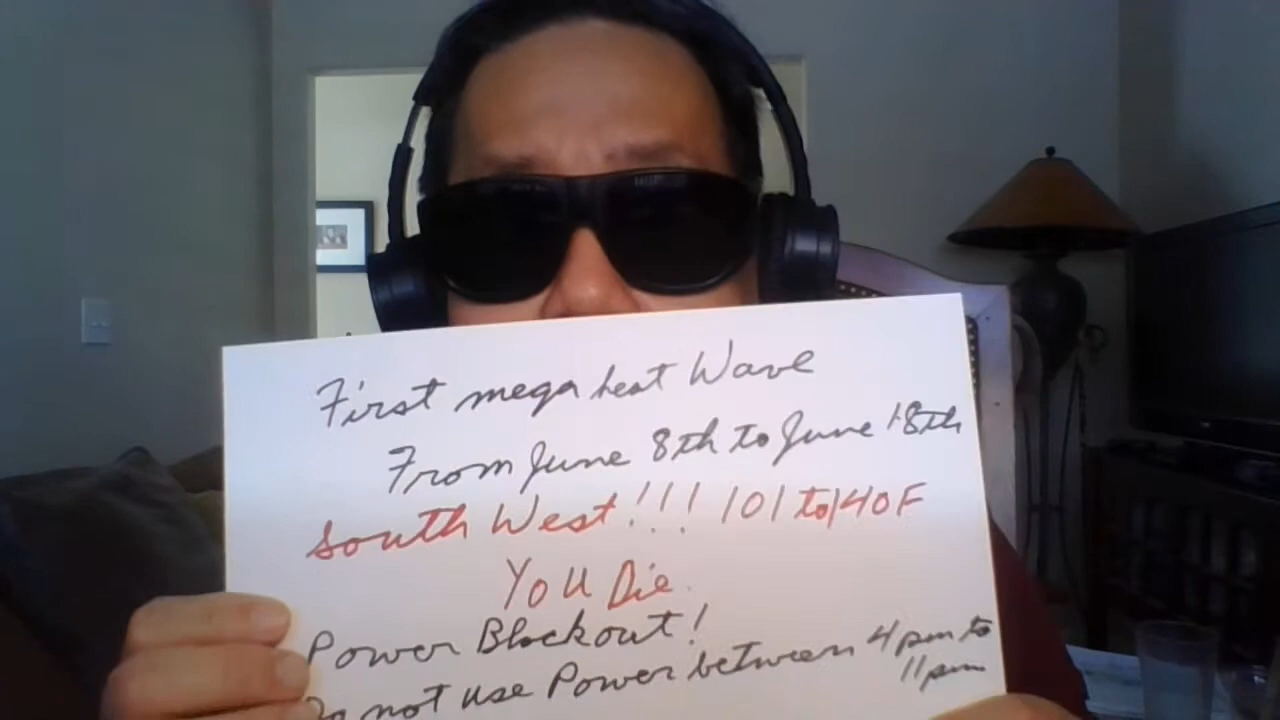 First mega heat Wave
From June 8th to June 18th
South West!!! 101 to 140F
You Die.
Power Blackout!
Do not use Power between 4pm to
11pm